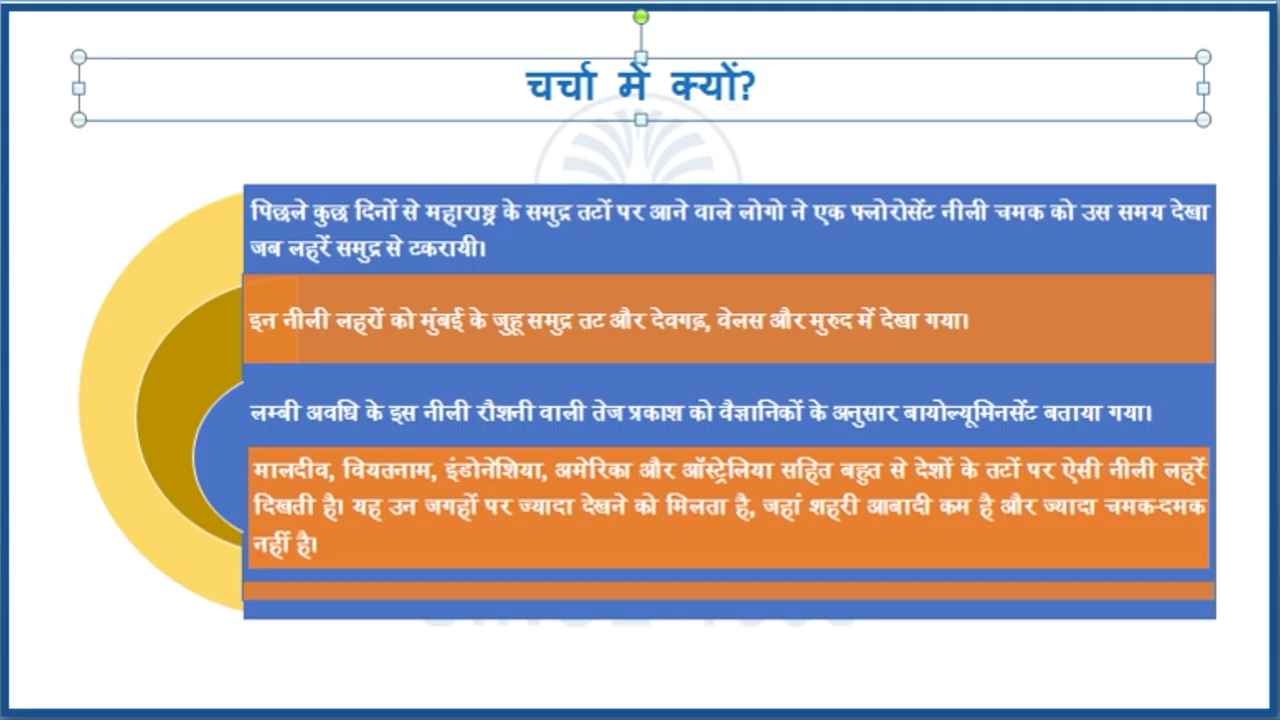 चर्चा में क्यों?
पिछले कुछ दिनों से महाराष्ट्र के समुद्र तटों पर आने वाले लोगो ने एक फ्लोरोसेंट नीली चमक को उस समय देखा
जब लहरें समुद्र से टकरायी।
इन नीली लहरों को मुंबई के जुहू समुद्र तट और देवगढ़, वेलस और मुरुद में देखा गया।
लम्बी अवधि के इस नीली रौशनी वाली तेज प्रकाश को वैज्ञानिकों के अनुसार बायोल्यूमिनसेंट बताया गया।
मालदीव, वियतनाम, इंडोनेशिया, अमेरिका और ऑस्ट्रेलिया सहित बहुत से देशों के तटों पर ऐसी नीली लहरें
दिखती है। यह उन जगहों पर ज्यादा देखने को मिलता है, जहां शहरी आबादी कम है और ज्यादा चमक-दमक
नहीं है।